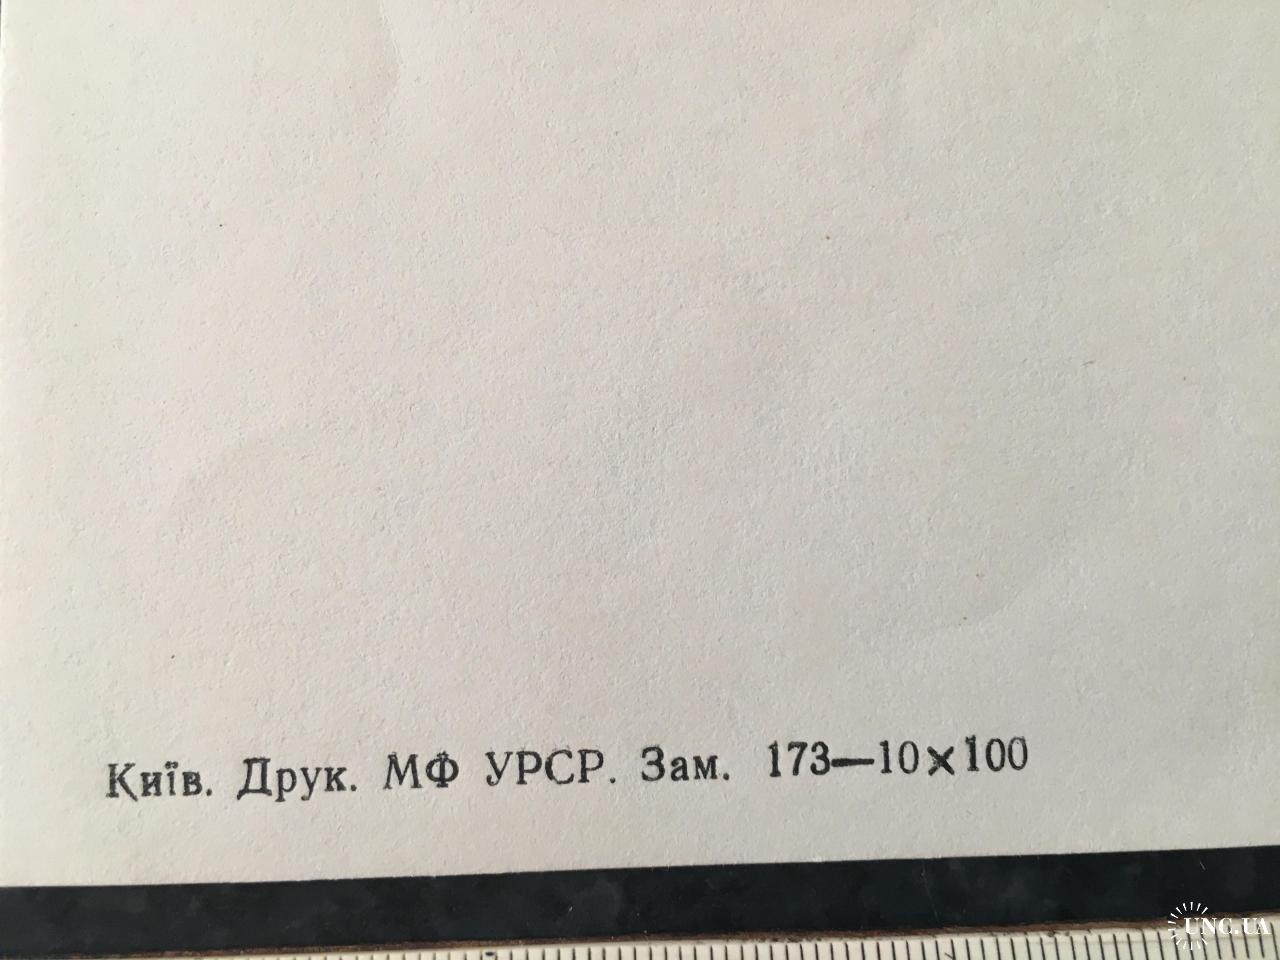 Київ. Друк. МФ УРСР. Зам. 173—10×100
UNC.UA